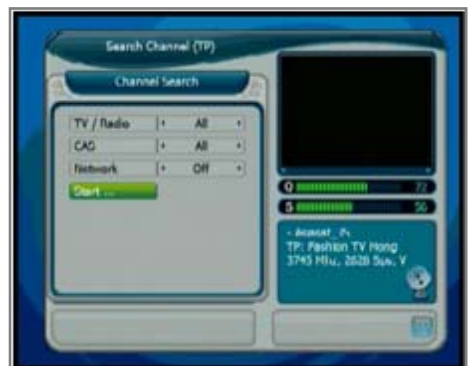 Search Channel (TP)
Channel Search
TV / Radio All
CAS All
Network Off
Start ...
Q 72
S 56
TP: Fashion TV Hong
3745 Mhz, 2626 Sps, V